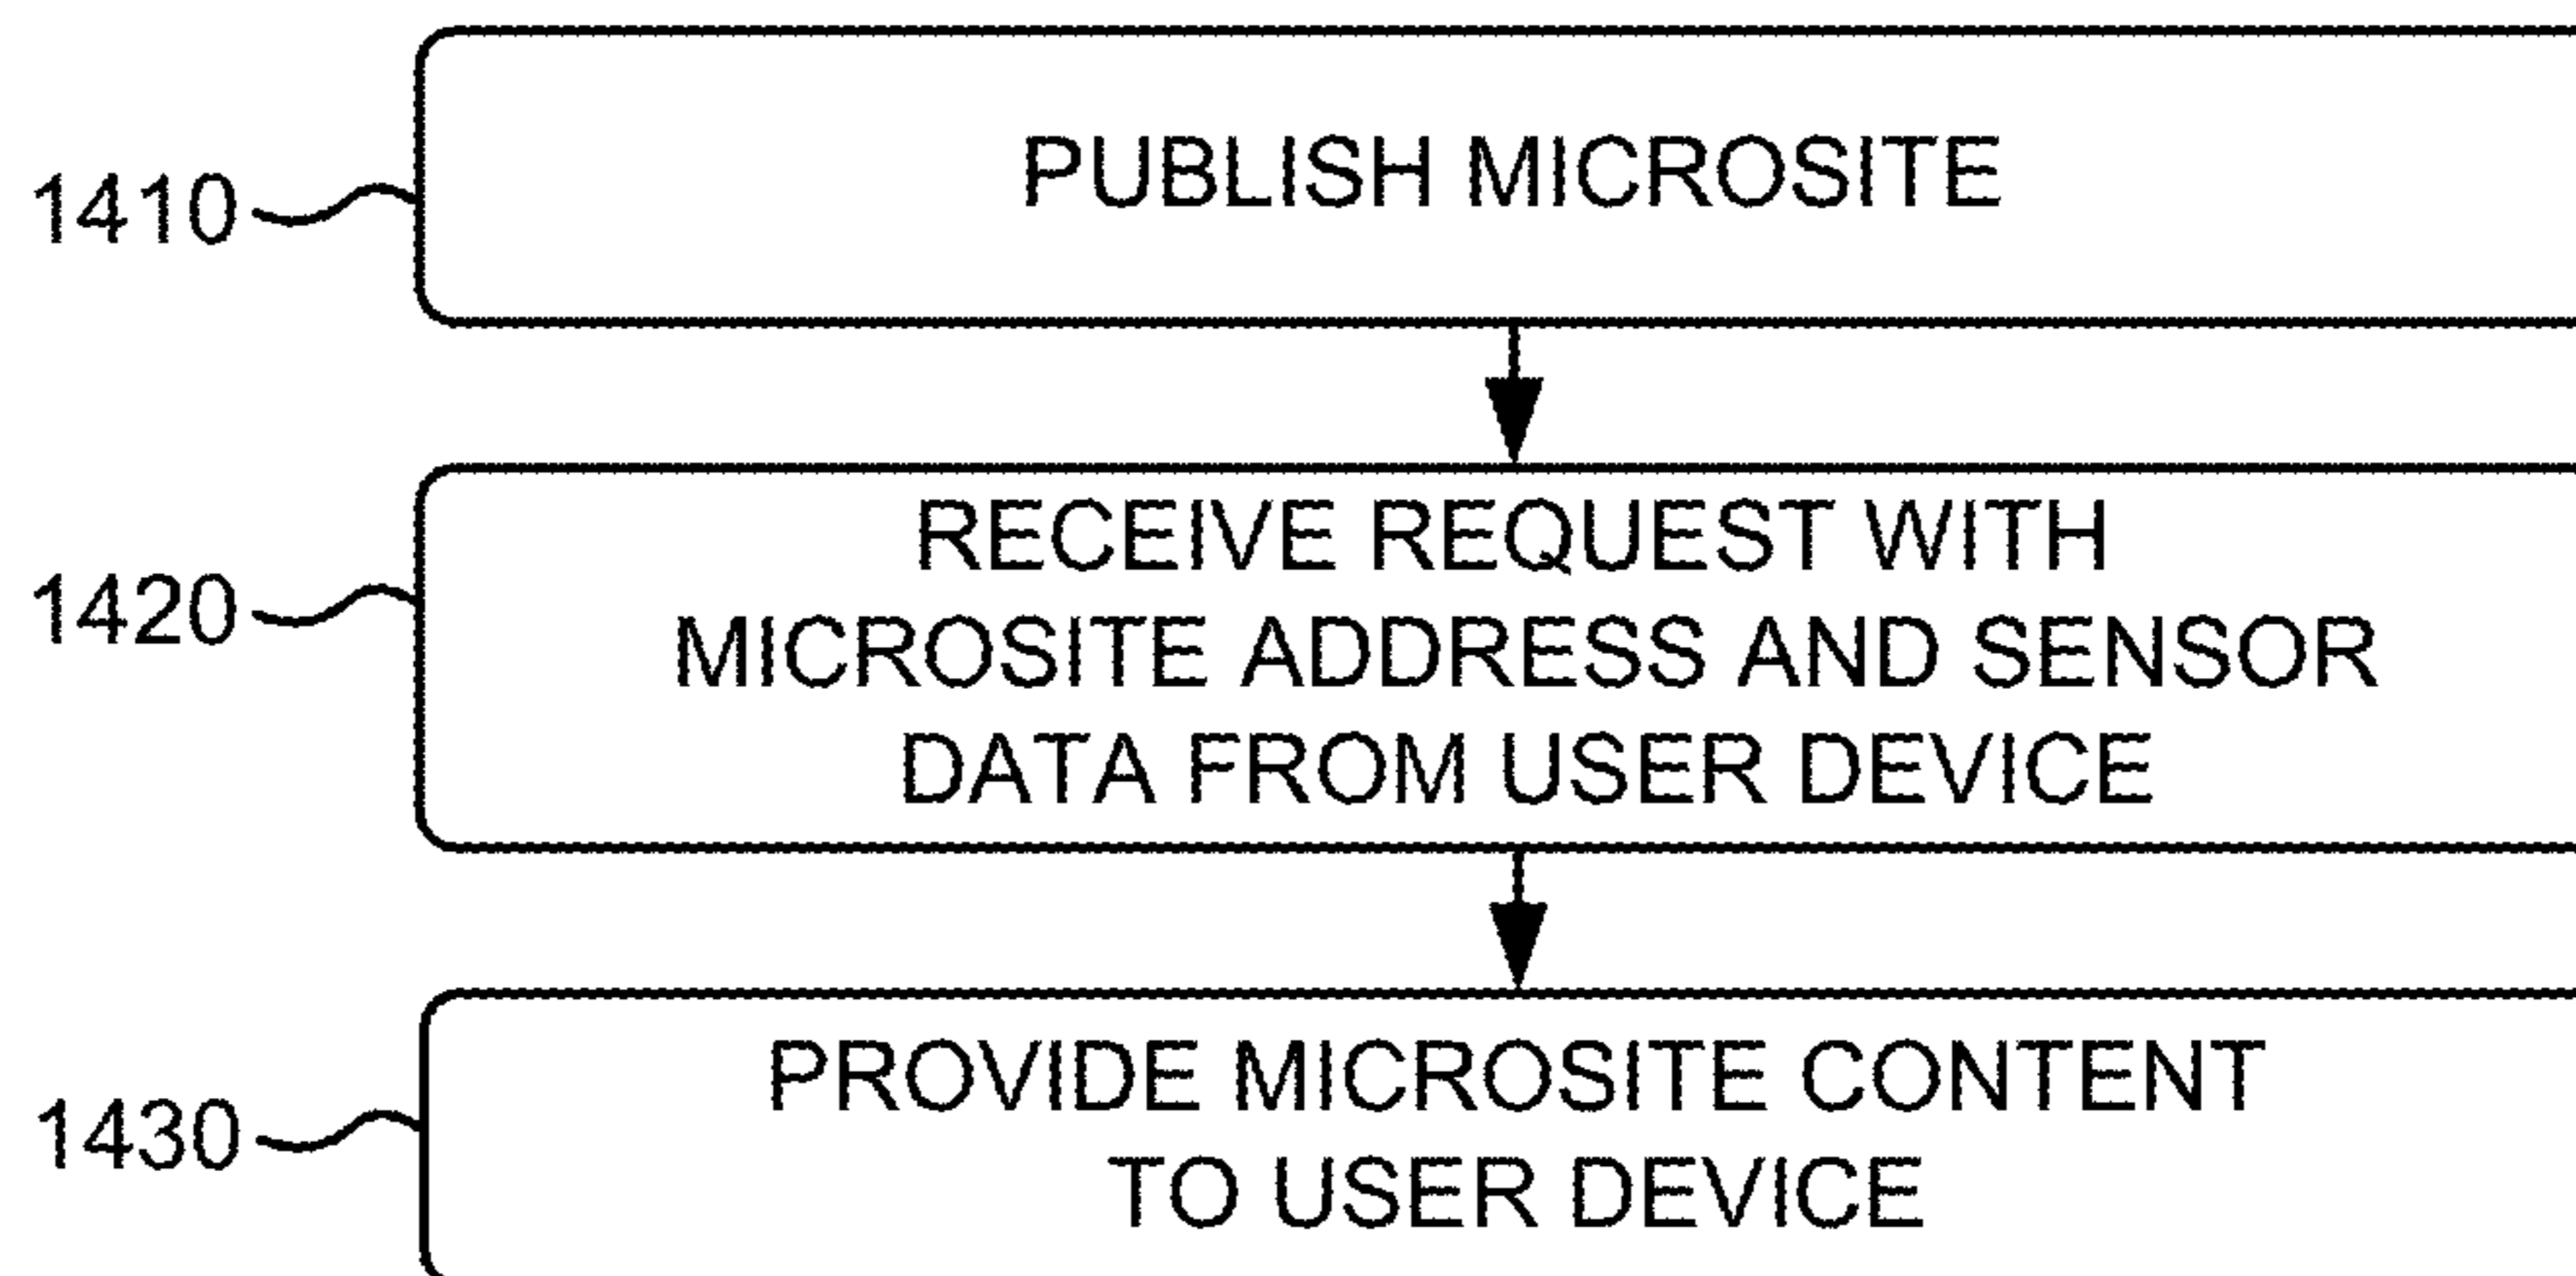 PUBLISH MICROSITE
1410
RECEIVE REQUEST WITH
MICROSITE ADDRESS AND SENSOR
DATA FROM USER DEVICE
1420
PROVIDE MICROSITE CONTENT
TO USER DEVICE
1430